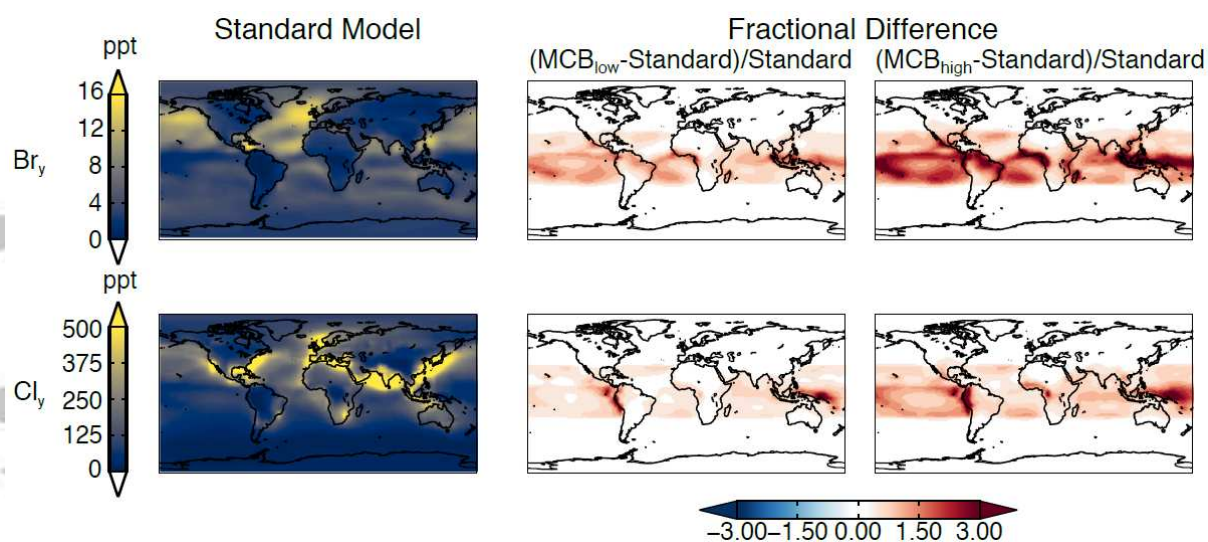 Standard Model
Fractional Difference
(MCBlow-Standard)/Standard
(MCBhigh-Standard)/Standard
ppt
16
12
8
4
0
Bry
ppt
500
375
250
125
0
Cly
−3.00 −1.50 0.00 1.50 3.00